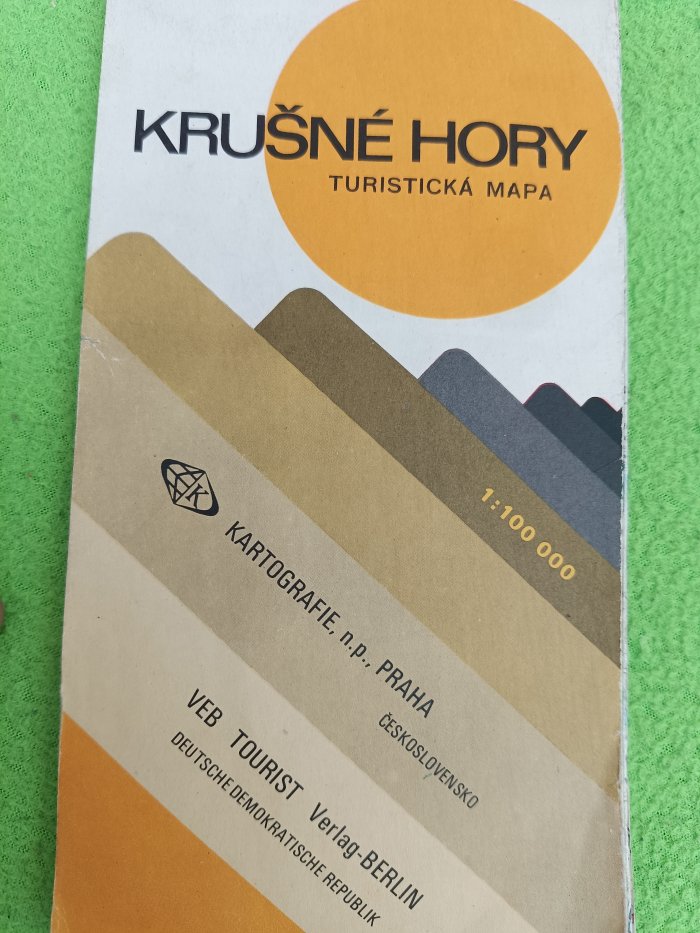 KRUŠNÉ HORY
TURISTICKÁ MAPA
1:100 000
K
KARTOGRAFIE, n.p., PRAHA
ČESKOSLOVENSKO
VEB TOURIST Verlag-BERLIN
DEUTSCHE DEMOKRATISCHE REPUBLIK